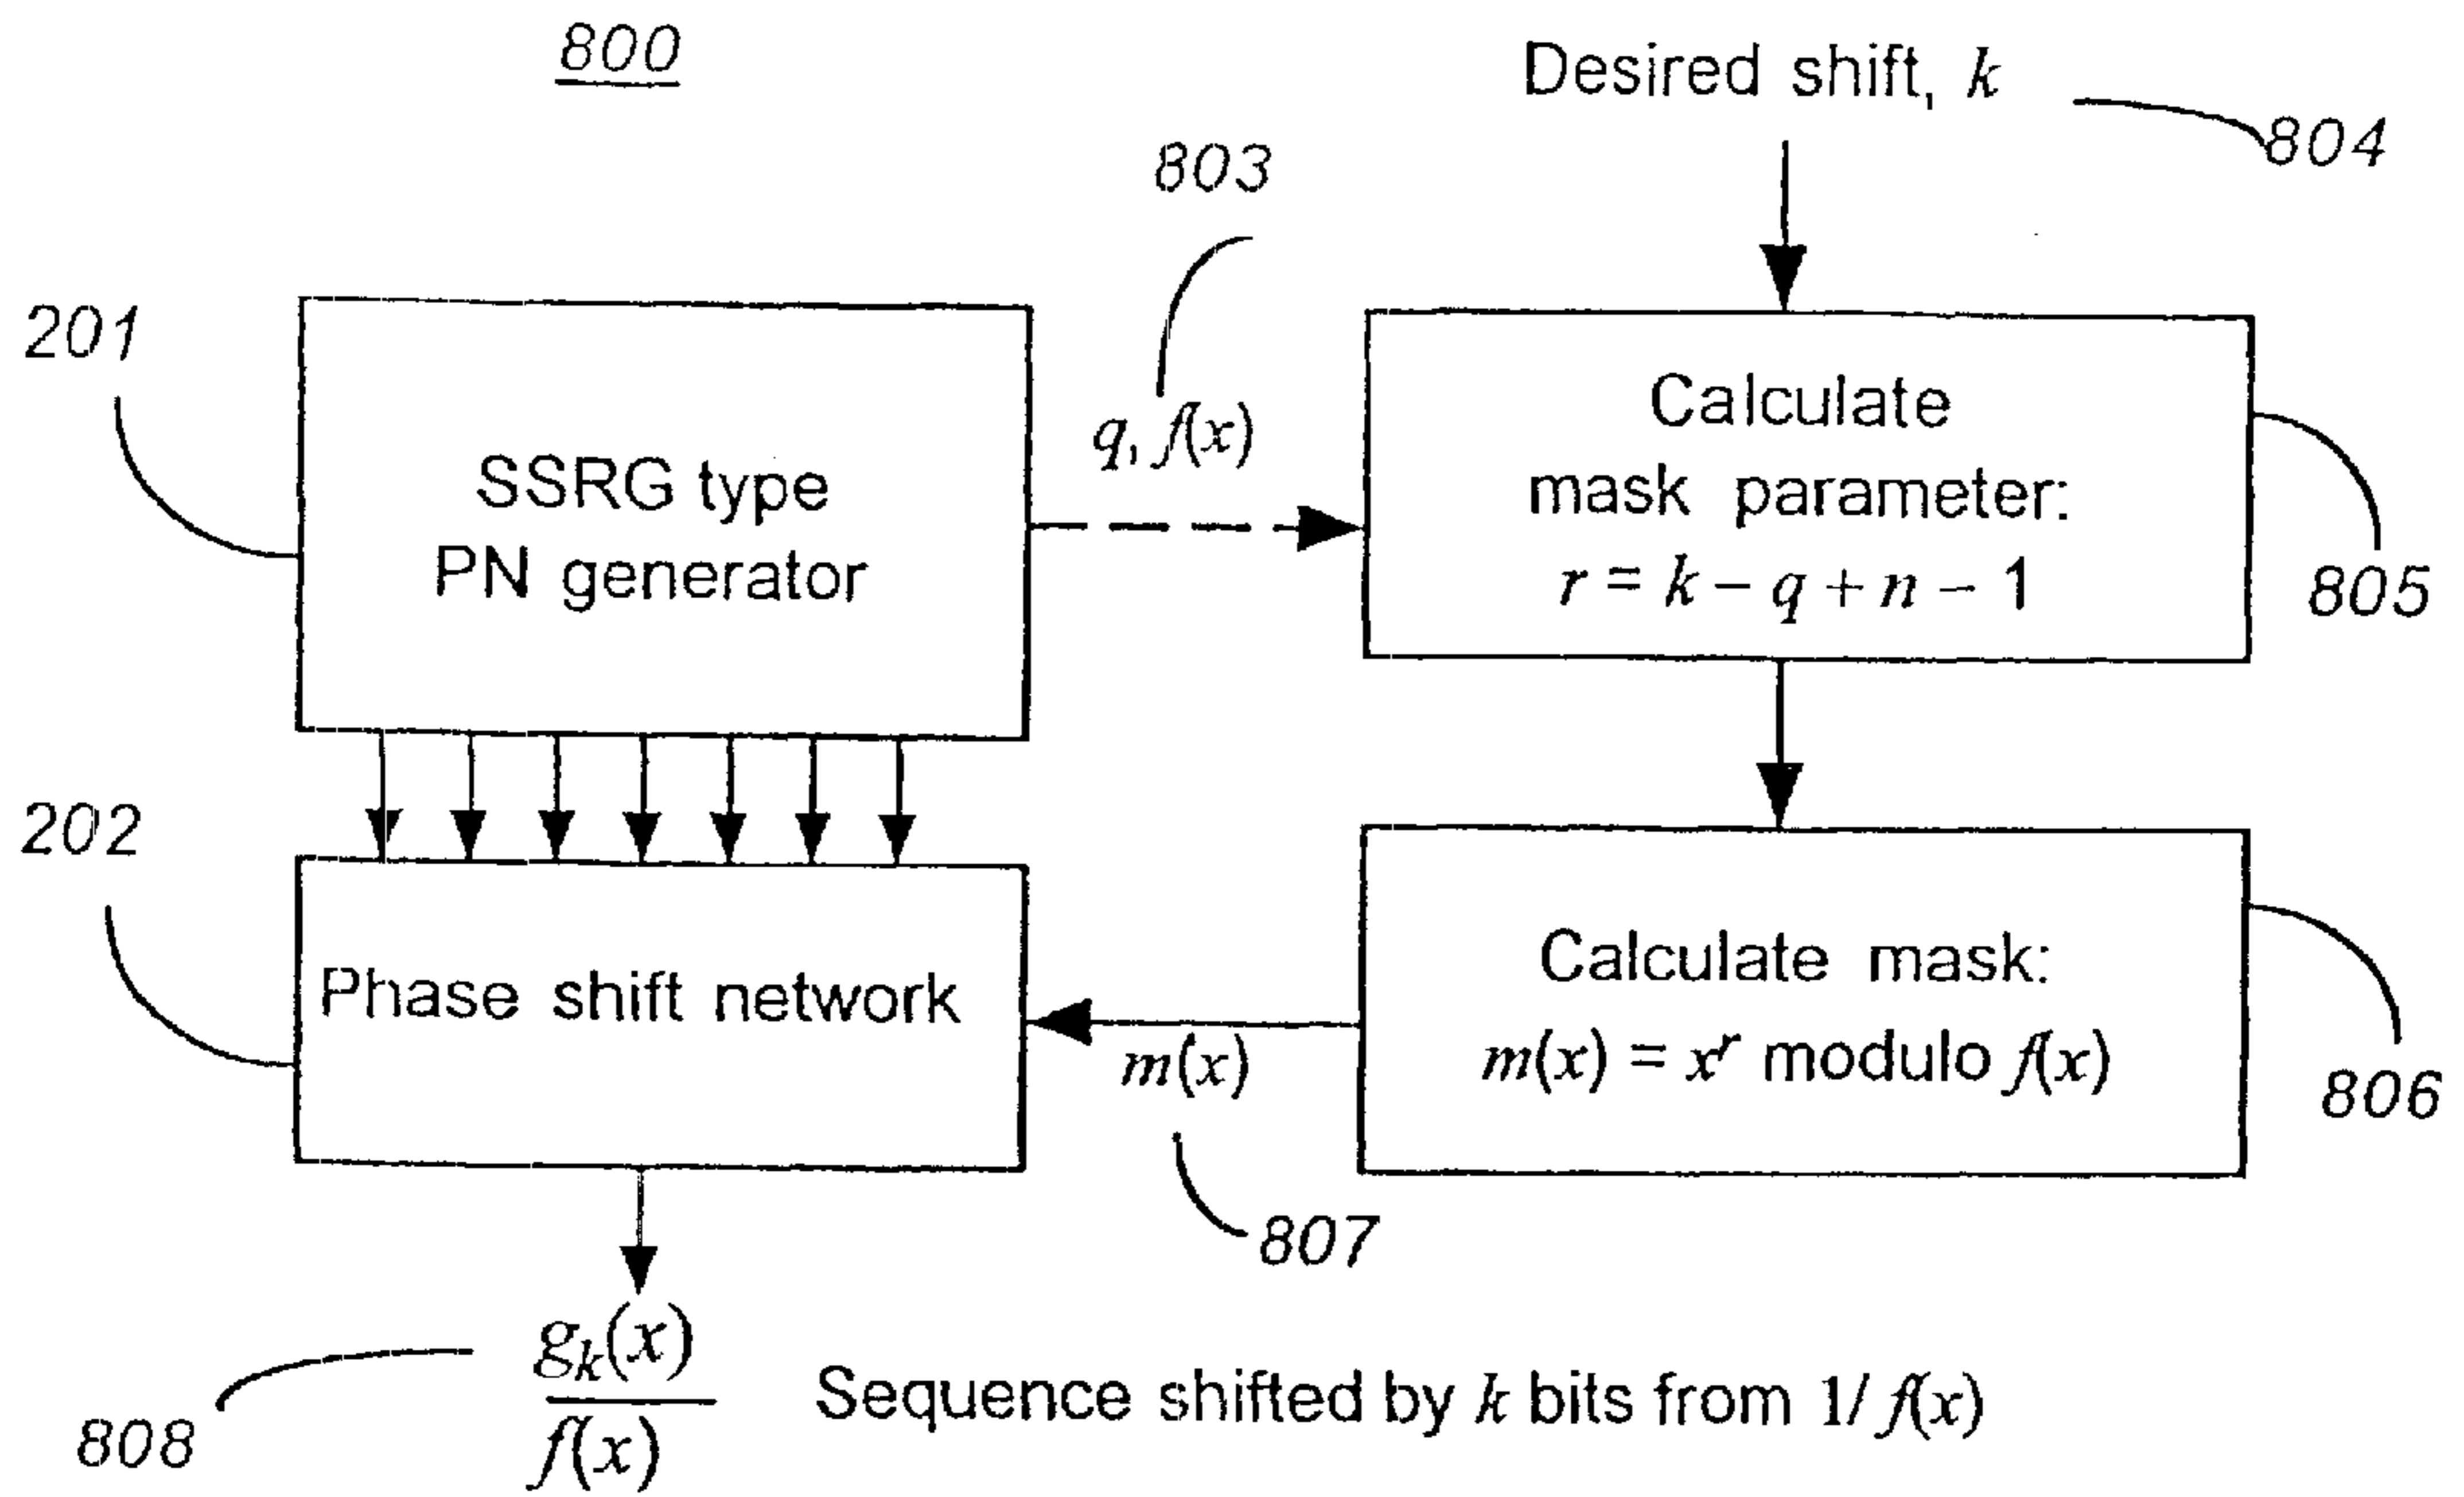 800
Desired shift, k
804
803
201
SSRG type
PN generator
q, f(x)
Calculate
mask parameter:
r = k − q + n − 1
805
202
Phase shift network
m(x)
Calculate mask:
m(x) = x^r modulo f(x)
806
807
808
g_k(x)
f(x)
Sequence shifted by k bits from 1/f(x)